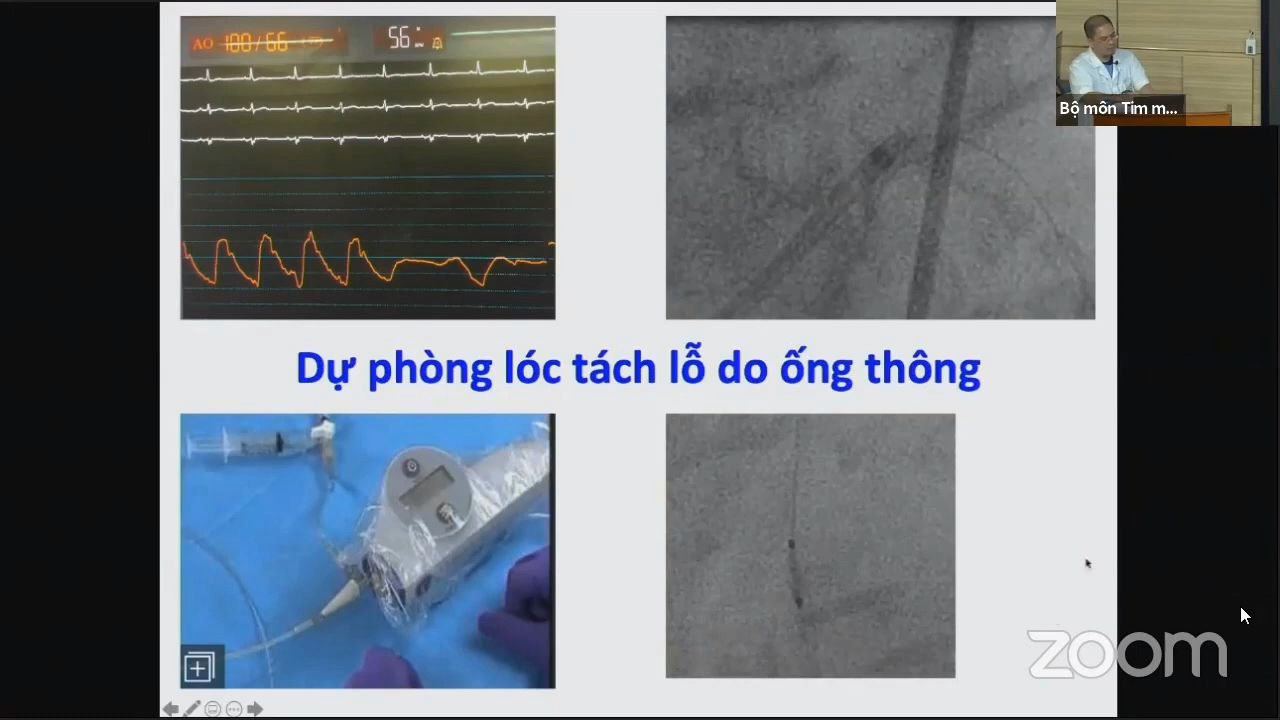 AO 100/66
56
Bộ môn Tim m...
Dự phòng lóc tách lỗ do ống thông
zoom